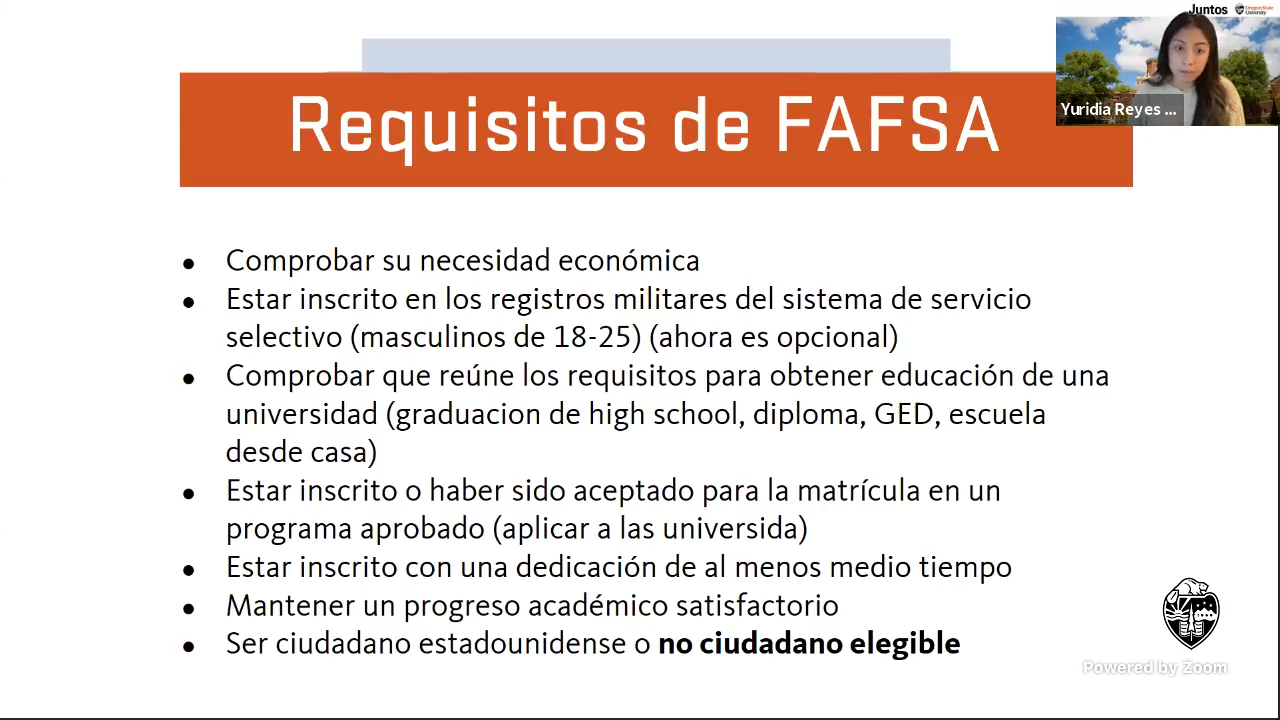 Juntos
Oregon State
University
Yuridia Reyes ...
Requisitos de FAFSA
● Comprobar su necesidad económica
● Estar inscrito en los registros militares del sistema de servicio
selectivo (masculinos de 18-25) (ahora es opcional)
● Comprobar que reúne los requisitos para obtener educación de una
universidad (graduacion de high school, diploma, GED, escuela
desde casa)
● Estar inscrito o haber sido aceptado para la matrícula en un
programa aprobado (aplicar a las universida)
● Estar inscrito con una dedicación de al menos medio tiempo
● Mantener un progreso académico satisfactorio
● Ser ciudadano estadounidense o no ciudadano elegible
Powered by Zoom